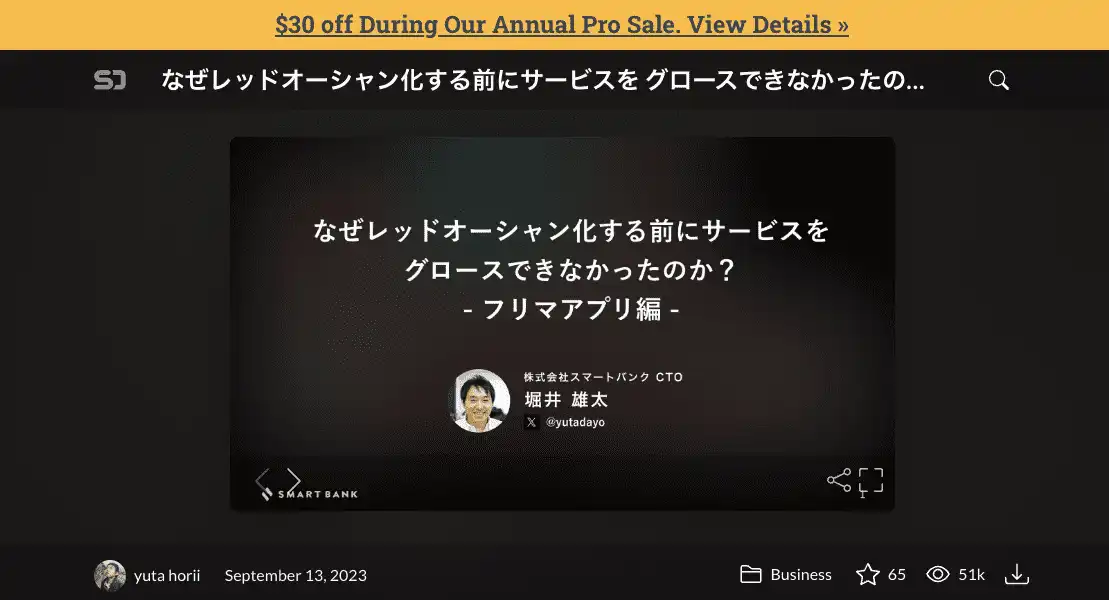 $30 off During Our Annual Pro Sale. View Details »
なぜレッドオーシャン化する前にサービスを グロースできなかったの...
なぜレッドオーシャン化する前にサービスを
グロースできなかったのか？
- フリマアプリ編 -
株式会社スマートバンク CTO
堀井 雄太
@yutadayo
SMART BANK
yuta horii
September 13, 2023
Business
65
51k